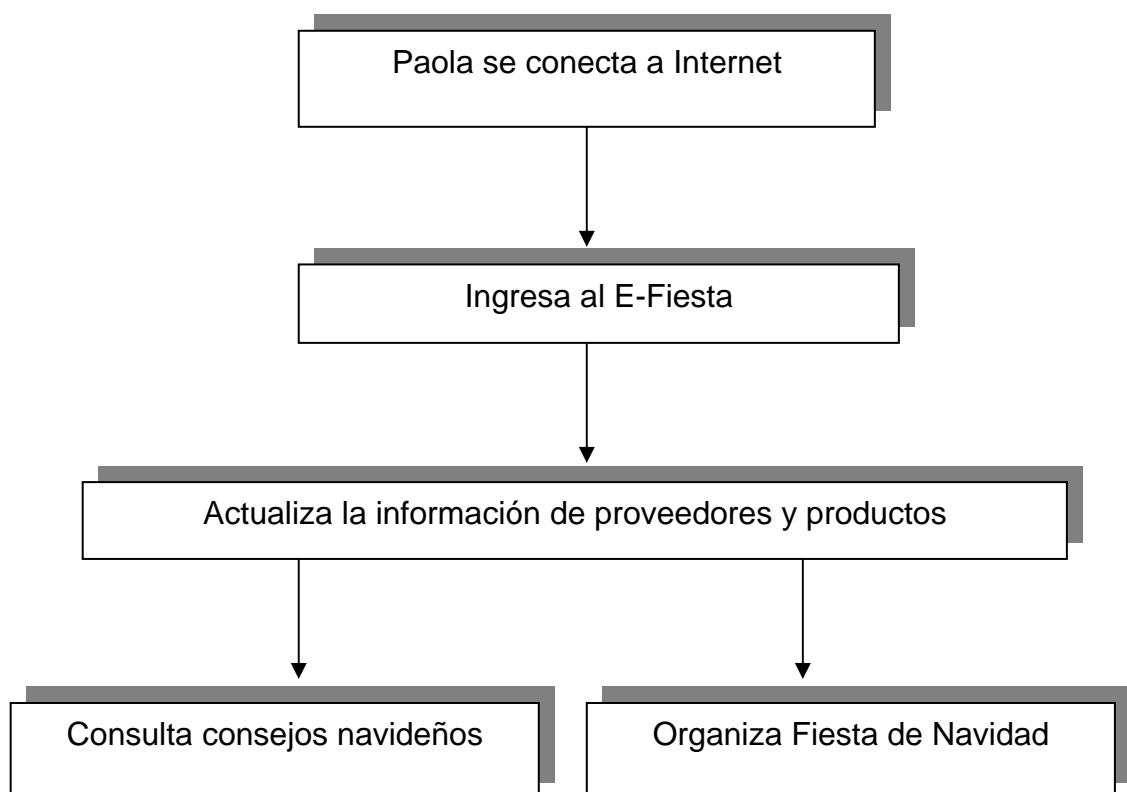 Paola se conecta a Internet
Ingresa al E-Fiesta
Actualiza la información de proveedores y productos
Consulta consejos navideños
Organiza Fiesta de Navidad